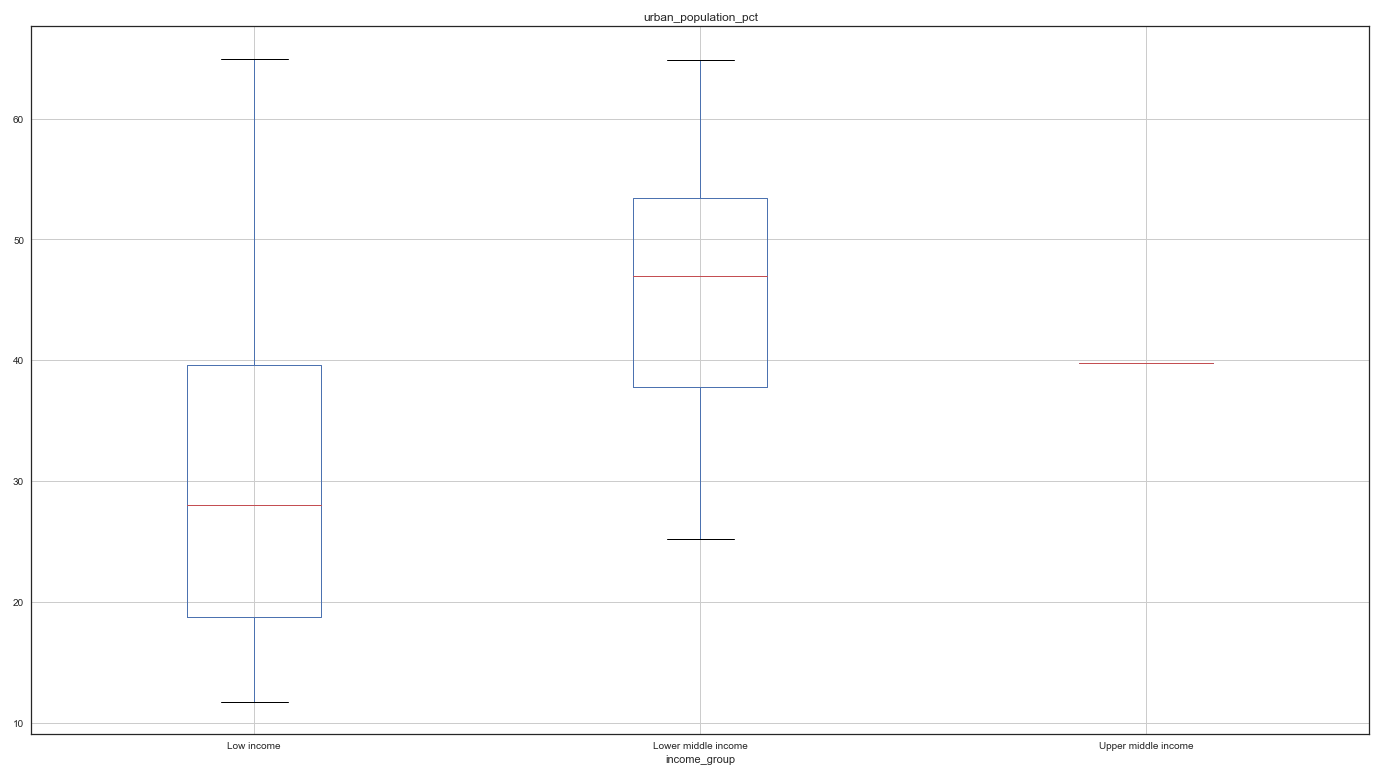 urban_population_pct
60
50
40
30
20
10
Low income
Lower middle income
Upper middle income
income_group